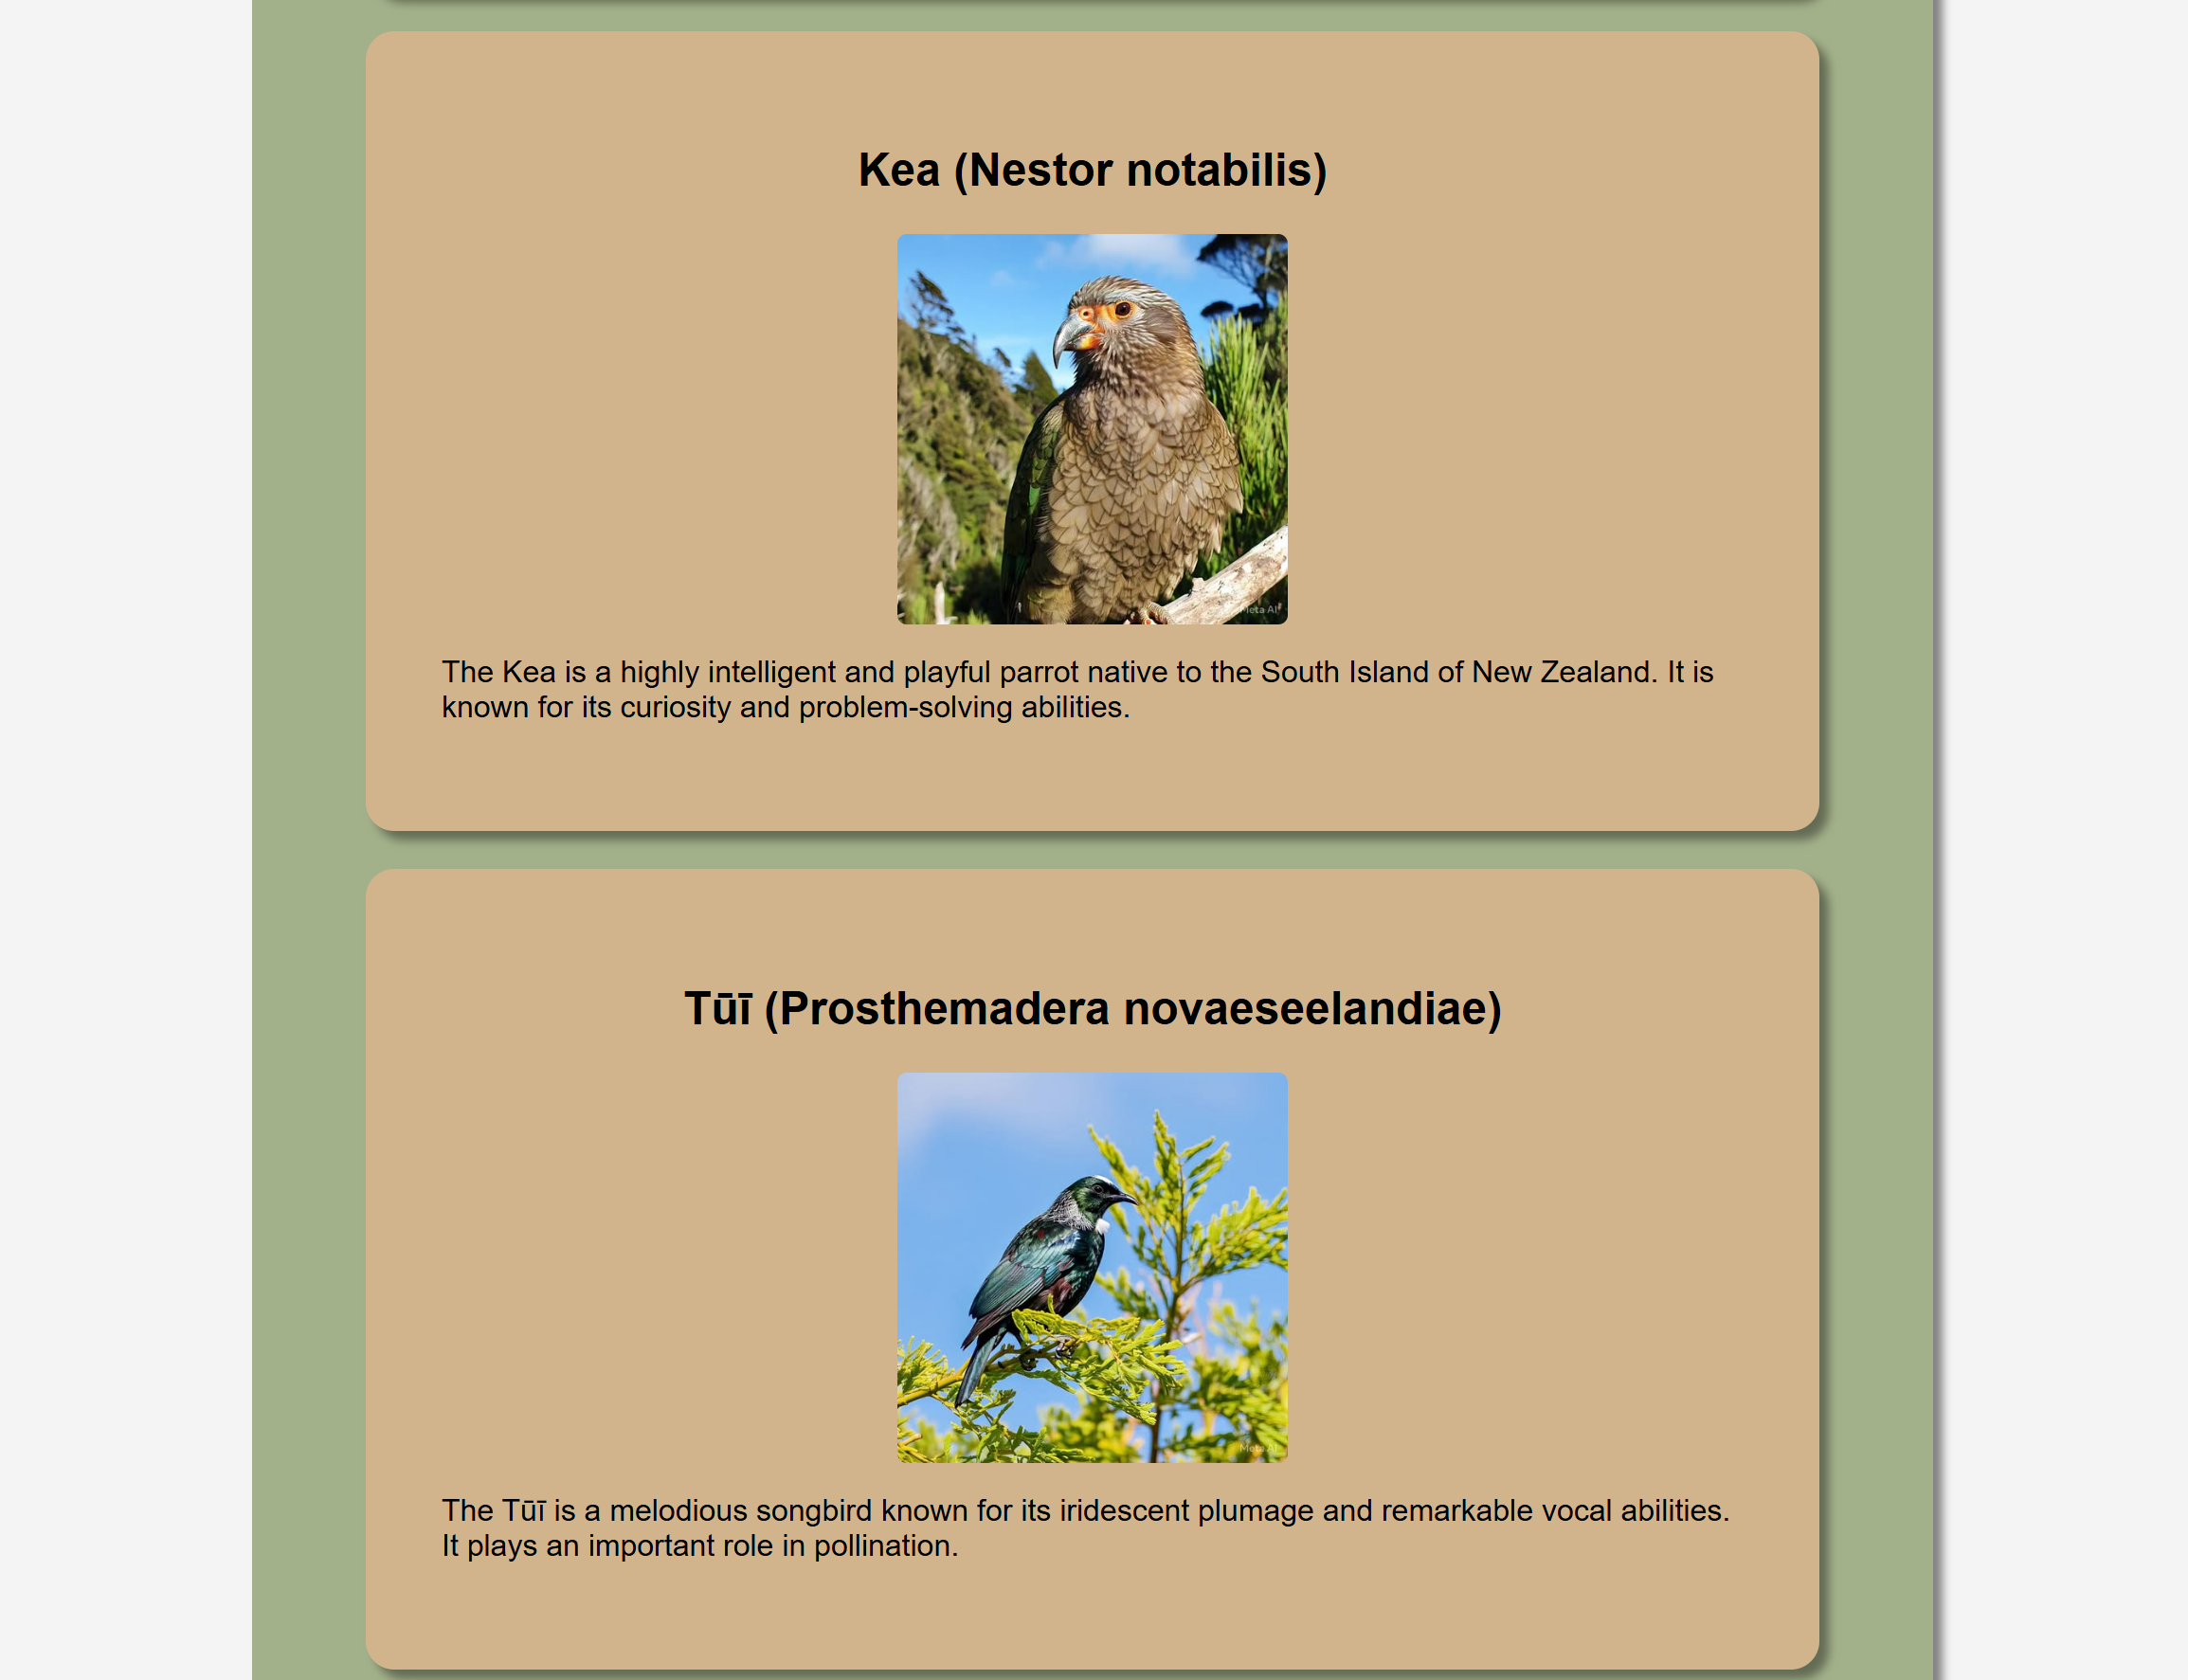 Kea (Nestor notabilis)
Meta AI
The Kea is a highly intelligent and playful parrot native to the South Island of New Zealand. It is
known for its curiosity and problem-solving abilities.
Tūī (Prosthemadera novaeseelandiae)
Meta AI
The Tūī is a melodious songbird known for its iridescent plumage and remarkable vocal abilities.
It plays an important role in pollination.